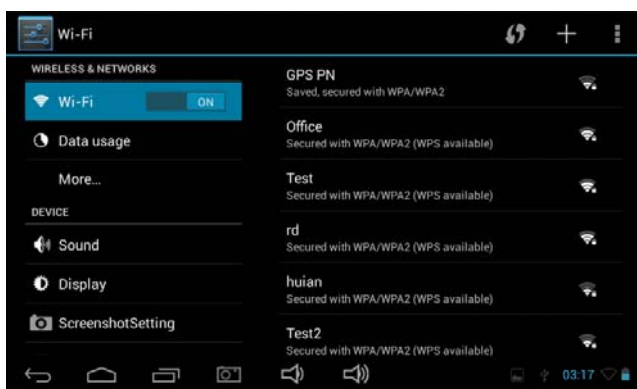 Wi-Fi
WIRELESS & NETWORKS
Wi-Fi
ON
Data usage
More...
DEVICE
Sound
Display
ScreenshotSetting
GPS PN
Saved, secured with WPA/WPA2
Office
Secured with WPA/WPA2 (WPS available)
Test
Secured with WPA/WPA2 (WPS available)
rd
Secured with WPA/WPA2 (WPS available)
huian
Secured with WPA/WPA2 (WPS available)
Test2
Secured with WPA/WPA2 (WPS available)
03:17